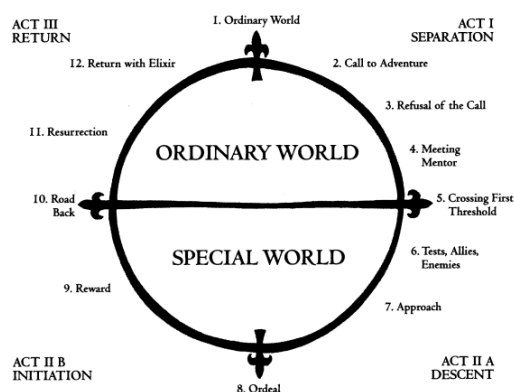 ACT III
RETURN
1. Ordinary World
ACT I
SEPARATION
12. Return with Elixir
2. Call to Adventure
3. Refusal of the Call
11. Resurrection
4. Meeting
Mentor
ORDINARY WORLD
10. Road
Back
5. Crossing First
Threshold
SPECIAL WORLD
6. Tests, Allies,
Enemies
9. Reward
7. Approach
ACT II B
INITIATION
8. Ordeal
ACT II A
DESCENT